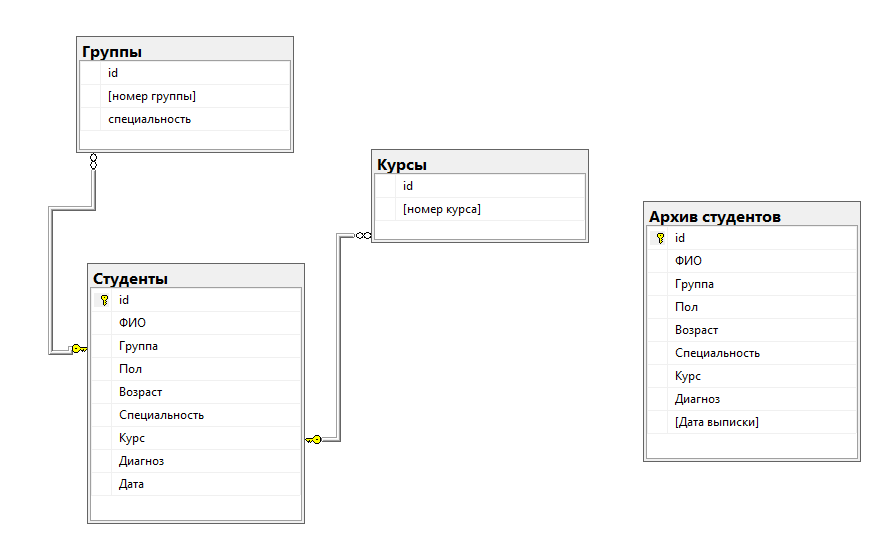 Группы
id
[номер группы]
специальность
Курсы
id
[номер курса]
Архив студентов
id
ФИО
Группа
Пол
Возраст
Специальность
Курс
Диагноз
[Дата выписки]
Студенты
id
ФИО
Группа
Пол
Возраст
Специальность
Курс
Диагноз
Дата